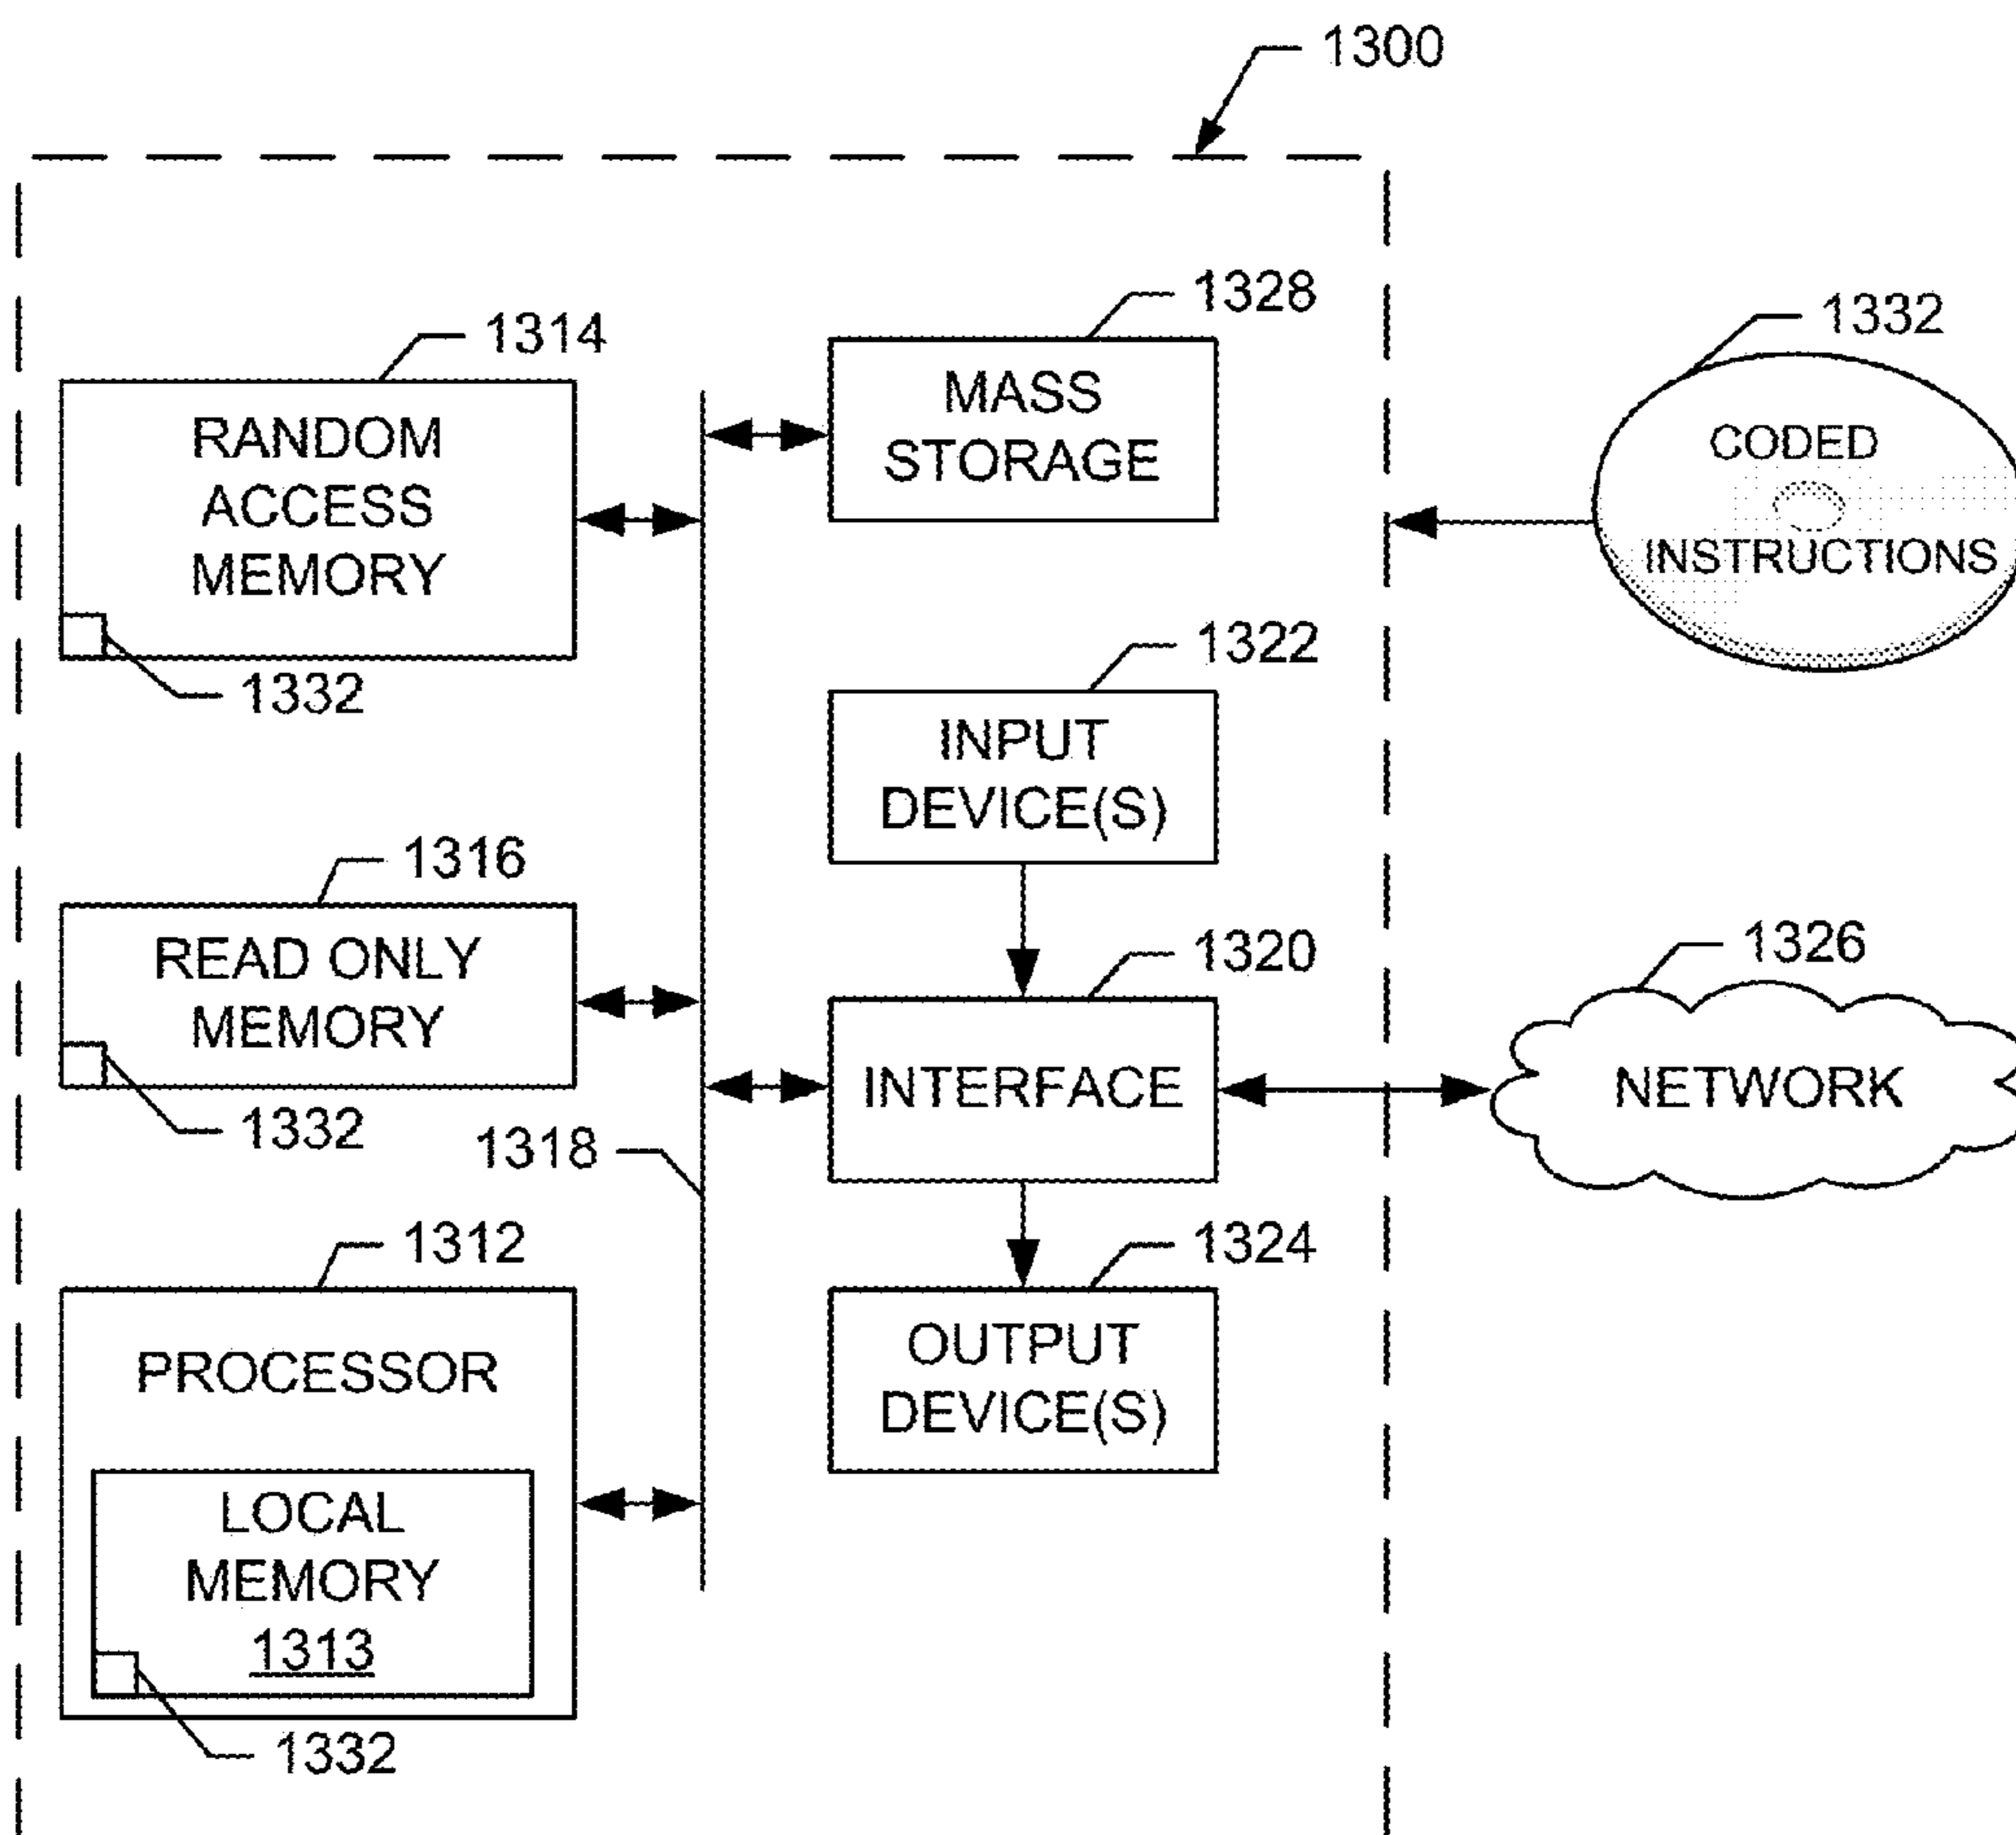 1300
1328
MASS
STORAGE
1314
RANDOM
ACCESS
MEMORY
1332
1332
CODED
INSTRUCTIONS
1322
INPUT
DEVICE(S)
1316
READ ONLY
MEMORY
1332
1318
1320
INTERFACE
1326
NETWORK
1312
PROCESSOR
LOCAL
MEMORY
1313
1332
1324
OUTPUT
DEVICE(S)